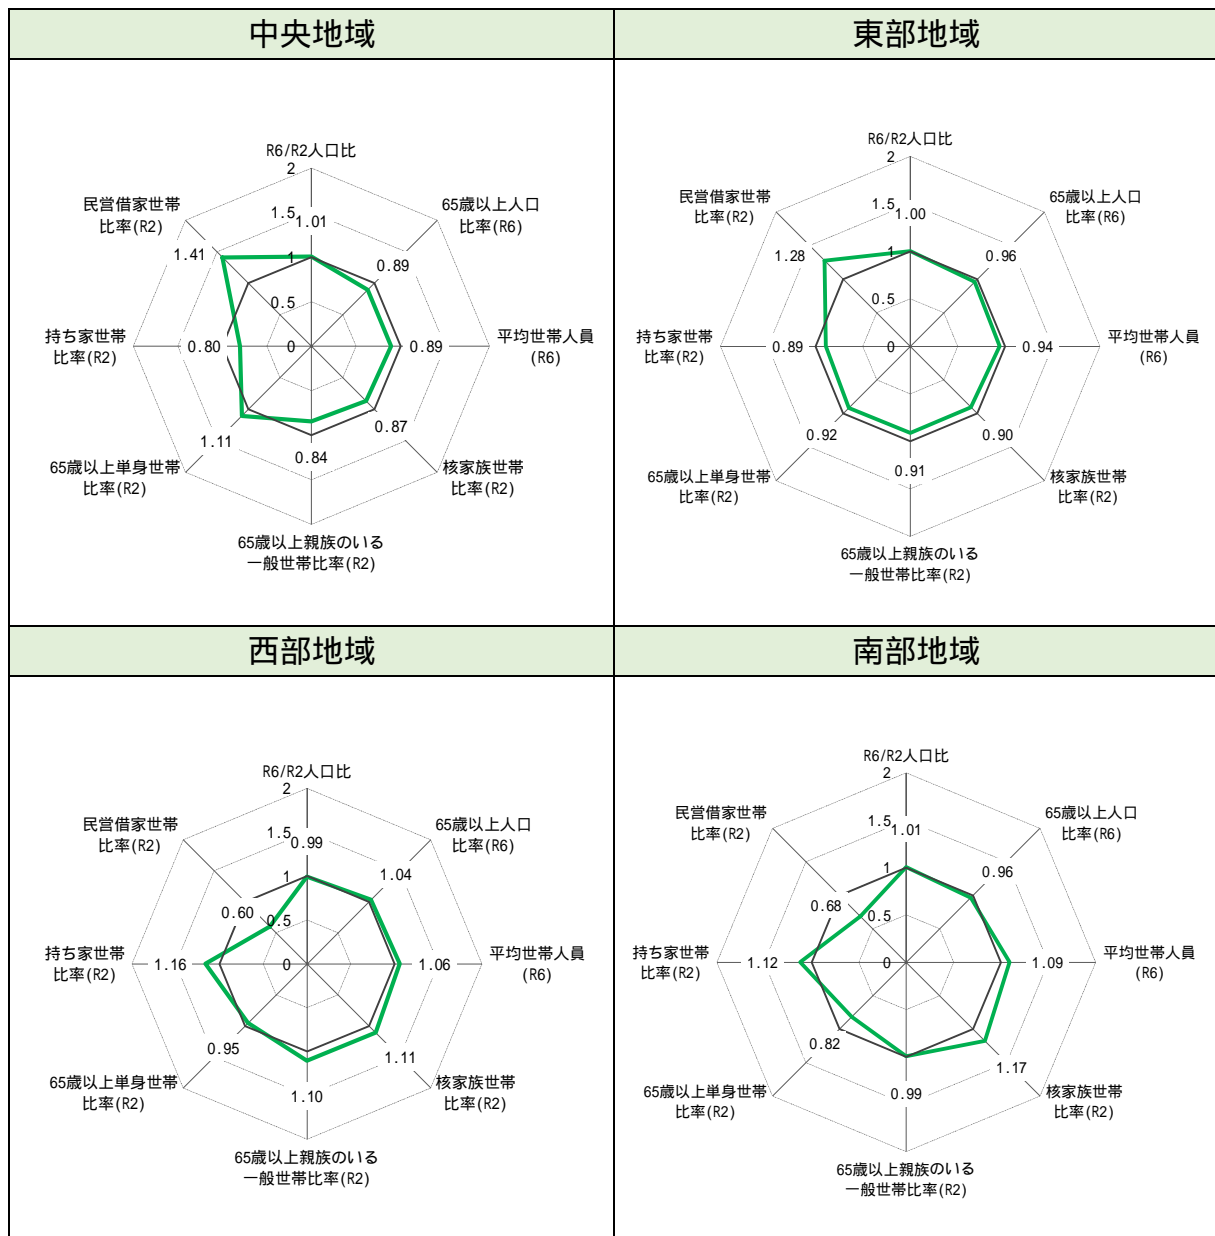 中央地域
東部地域
R6/R2人口比
2
民営借家世帯
比率(R2)
65歳以上人口
比率(R6)
1.5
1.01
1.41
0.89
1
0.5
持ち家世帯
比率(R2)
0.80
0
0.89
平均世帯人員
(R6)
1.11
0.87
0.84
65歳以上単身世帯
比率(R2)
核家族世帯
比率(R2)
65歳以上親族のいる
一般世帯比率(R2)
R6/R2人口比
2
民営借家世帯
比率(R2)
65歳以上人口
比率(R6)
1.5
1.00
1.28
0.96
1
0.5
持ち家世帯
比率(R2)
0.89
0
0.94
平均世帯人員
(R6)
0.92
0.90
0.91
65歳以上単身世帯
比率(R2)
核家族世帯
比率(R2)
65歳以上親族のいる
一般世帯比率(R2)
西部地域
南部地域
R6/R2人口比
2
民営借家世帯
比率(R2)
65歳以上人口
比率(R6)
1.5
0.99
1.04
1
0.60
0.5
持ち家世帯
比率(R2)
1.16
0
1.06
平均世帯人員
(R6)
0.95
1.11
1.10
65歳以上単身世帯
比率(R2)
核家族世帯
比率(R2)
65歳以上親族のいる
一般世帯比率(R2)
R6/R2人口比
2
民営借家世帯
比率(R2)
65歳以上人口
比率(R6)
1.5
1.01
0.96
1
0.68
0.5
持ち家世帯
比率(R2)
1.12
0
1.09
平均世帯人員
(R6)
0.82
1.17
0.99
65歳以上単身世帯
比率(R2)
核家族世帯
比率(R2)
65歳以上親族のいる
一般世帯比率(R2)